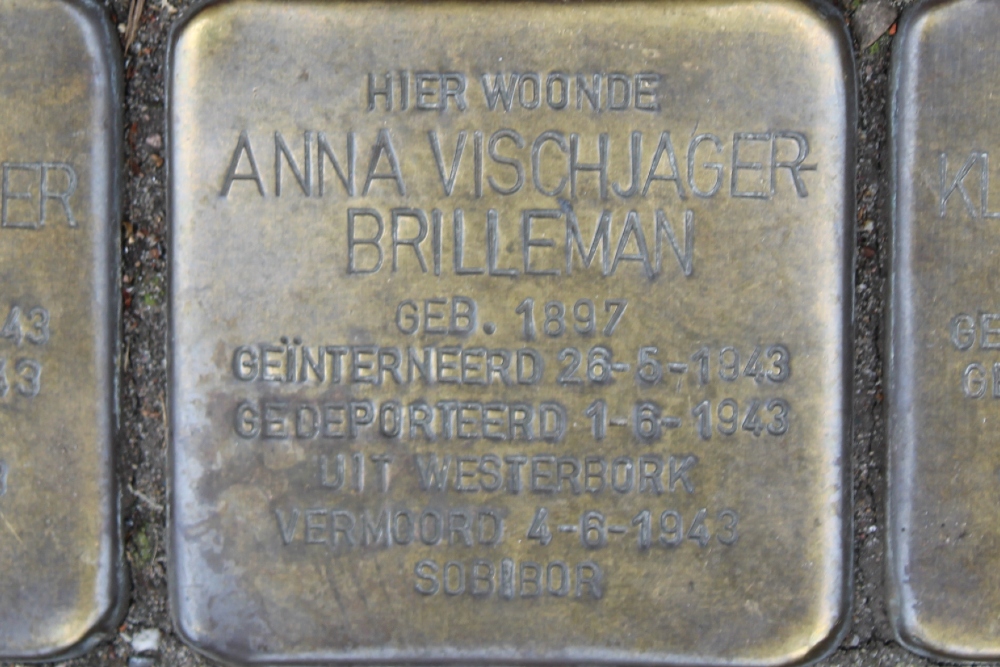 HIER WOONDE
ANNA VISCHJAGER-
BRILLEMAN
GEB. 1897
GEÏNTERNEERD 26-5-1943
GEDEPORTEERD 1-6-1943
UIT WESTERBORK
VERMOORD 4-6-1943
SOBIBOR